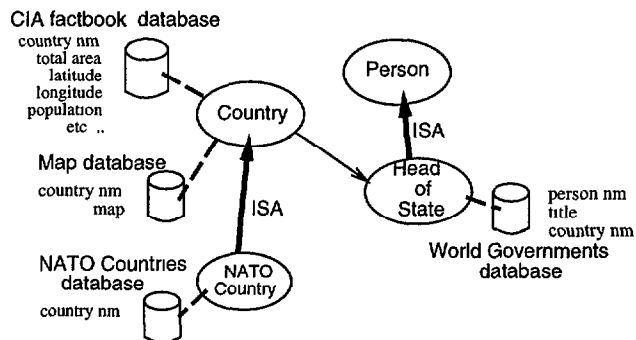 CIA factbook database
country nm
total area
latitude
longitude
population
etc ..
Country
Person
ISA
Map database
country nm
map
ISA
Head
of
State
person nm
title
country nm
World Governments
database
NATO Countries
database
country nm
NATO
Country